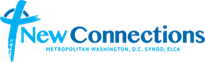 New Connections
METROPOLITAN WASHINGTON, D.C. SYNOD, ELCA